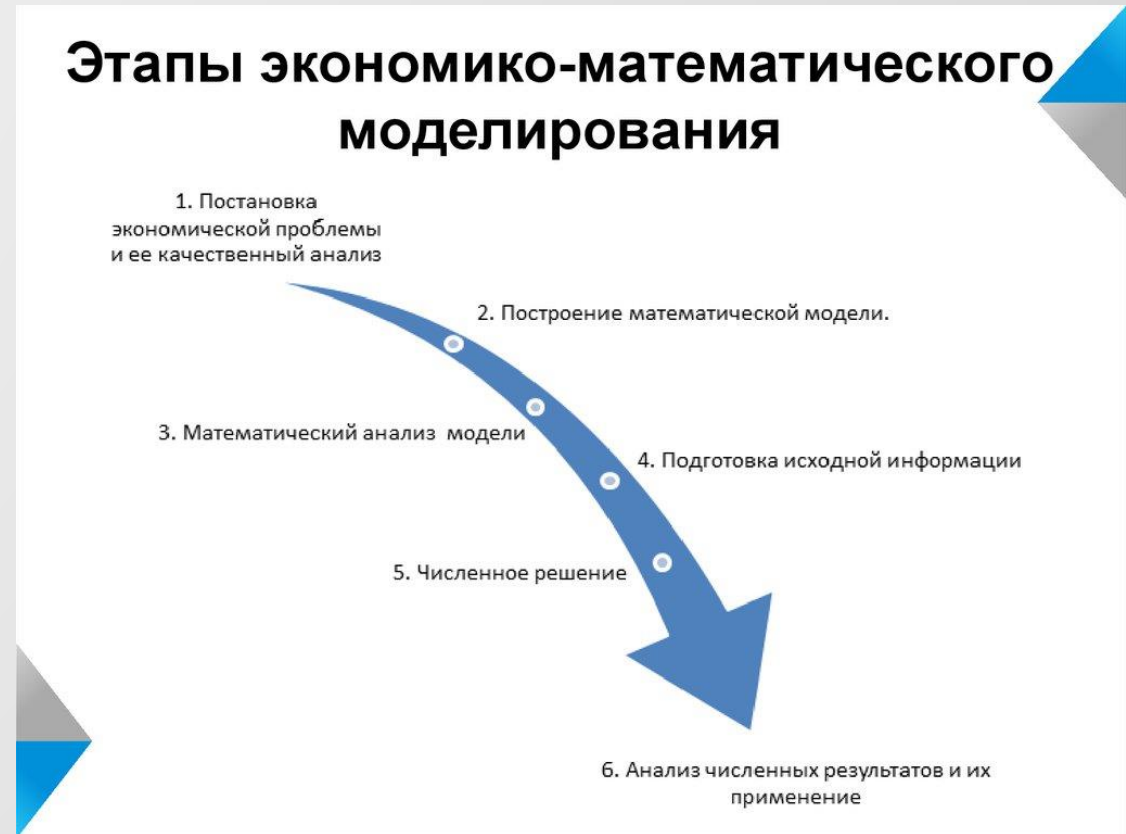 Этапы экономико-математического
моделирования
1. Постановка
экономической проблемы
и ее качественный анализ
2. Построение математической модели.
3. Математический анализ модели
4. Подготовка исходной информации
5. Численное решение
6. Анализ численных результатов и их
применение